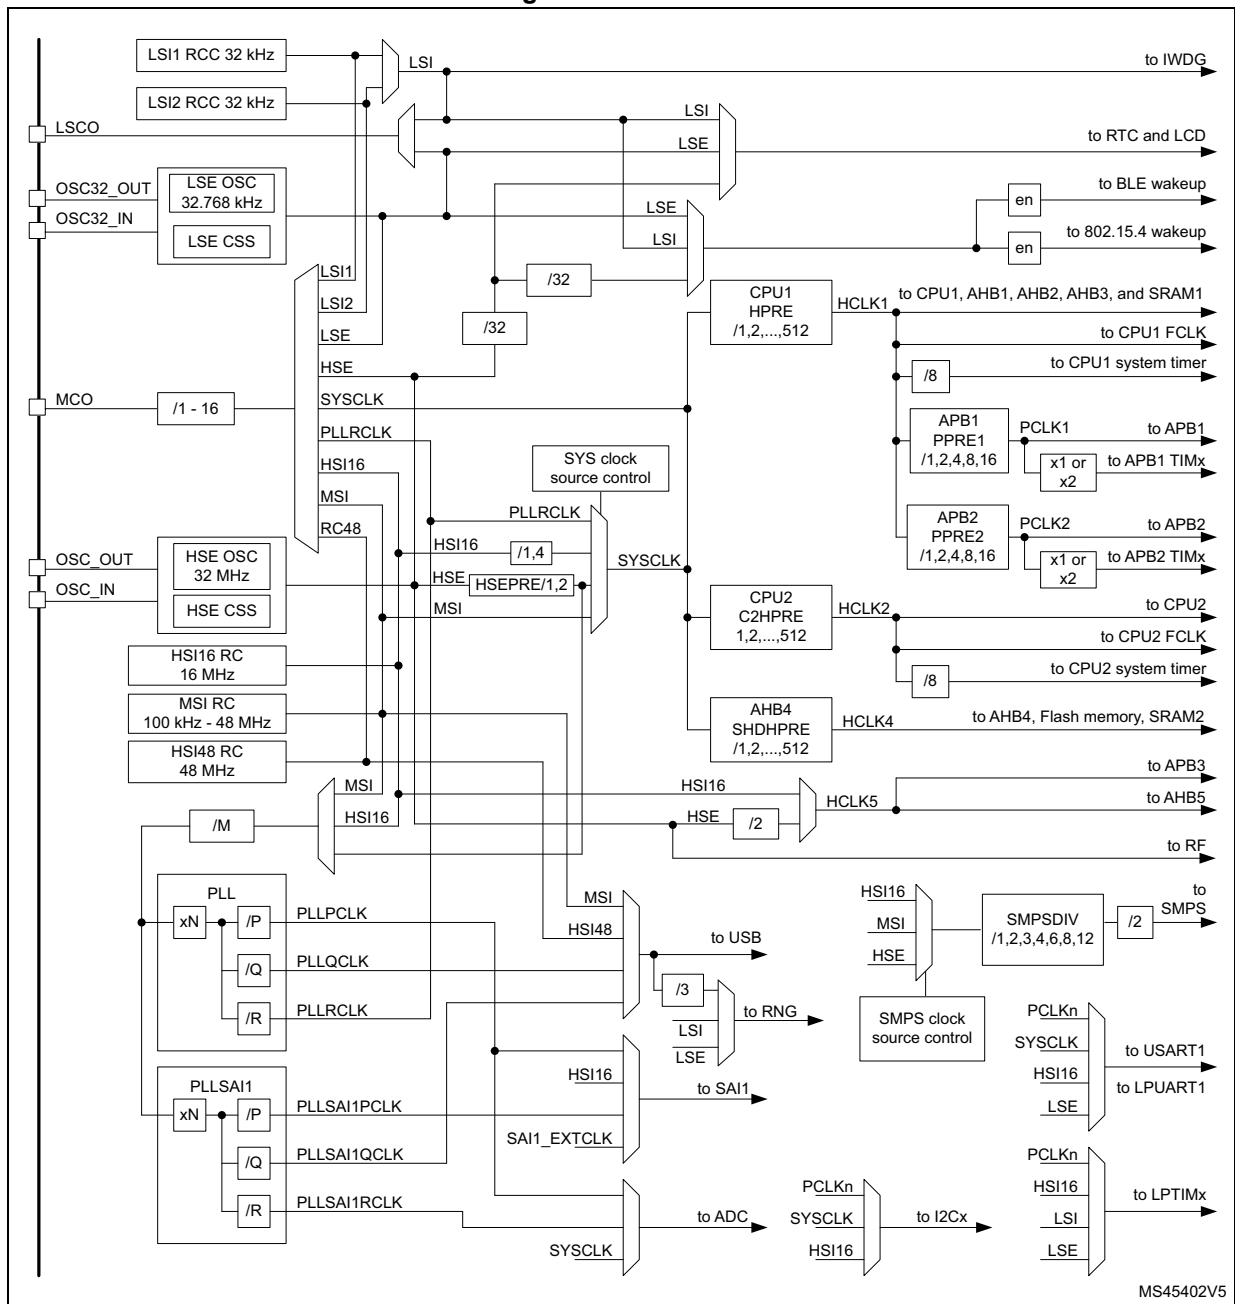 LSI1 RCC 32 kHz
LSI
to IWDG
LSI2 RCC 32 kHz
LSCO
LSI
LSE
to RTC and LCD
OSC32_OUT
OSC32_IN
LSE OSC
32.768 kHz
LSE CSS
LSE
LSI
en
to BLE wakeup
en
to 802.15.4 wakeup
/32
/32
LSI1
LSI2
LSE
HSE
SYSCLK
PLLRCLK
HSI16
MSI
RC48
MCO
/1 - 16
CPU1
HPRE
/1,2,...,512
HCLK1
to CPU1, AHB1, AHB2, AHB3, and SRAM1
to CPU1 FCLK
/8
to CPU1 system timer
APB1
PPRE1
/1,2,4,8,16
PCLK1
to APB1
x1 or
x2
to APB1 TIMx
APB2
PPRE2
/1,2,4,8,16
PCLK2
to APB2
x1 or
x2
to APB2 TIMx
SYS clock
source control
PLLRCLK
HSI16
/1,4
HSE
HSEPRE/1,2
MSI
SYSCLK
OSC_OUT
OSC_IN
HSE OSC
32 MHz
HSE CSS
CPU2
C2HPRE
1,2,...,512
HCLK2
to CPU2
to CPU2 FCLK
/8
to CPU2 system timer
HSI16 RC
16 MHz
MSI RC
100 kHz - 48 MHz
HSI48 RC
48 MHz
AHB4
SHDHPRE
/1,2,...,512
HCLK4
to AHB4, Flash memory, SRAM2
MSI
HSI16
/M
HSI16
HSE
/2
HCLK5
to APB3
to AHB5
to RF
PLL
xN
/P
PLLPCLK
/Q
PLLQCLK
/R
PLLRCLK
MSI
HSI48
to USB
/3
LSI
LSE
to RNG
HSI16
MSI
HSE
SMPSDIV
/1,2,3,4,6,8,12
/2
to
SMPS
SMPS clock
source control
PLLSAI1
xN
/P
PLLSAI1PCLK
/Q
PLLSAI1QCLK
/R
PLLSAI1RCLK
HSI16
SAI1_EXTCLK
to SAI1
SYSCLK
to ADC
PCLKn
SYSCLK
HSI16
to I2Cx
PCLKn
SYSCLK
HSI16
LSE
to USART1
to LPUART1
PCLKn
HSI16
LSI
LSE
to LPTIMx
MS45402V5